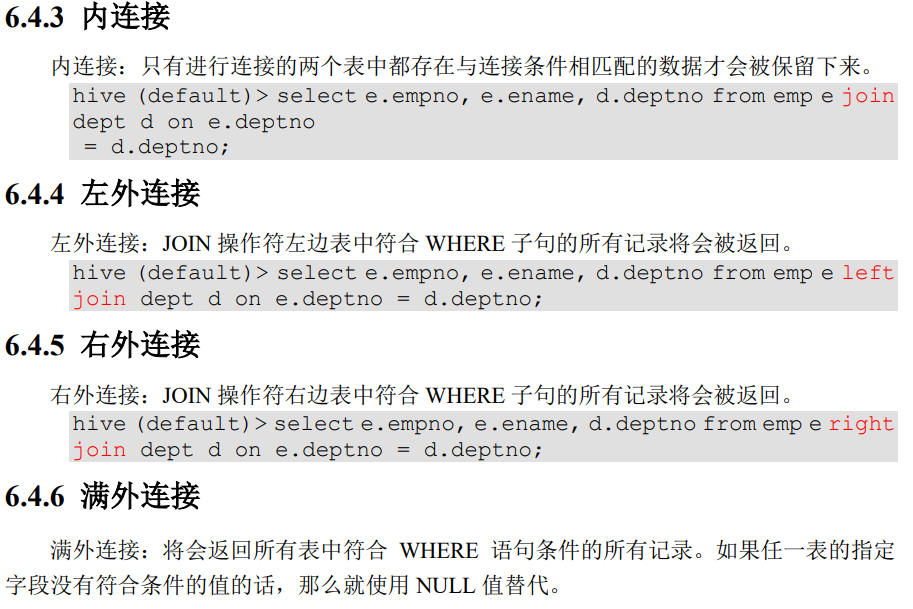 6.4.3 内连接
内连接：只有进行连接的两个表中都存在与连接条件相匹配的数据才会被保留下来。
hive (default)> select e.empno, e.ename, d.deptno from emp e join
dept d on e.deptno
= d.deptno;
6.4.4 左外连接
左外连接：JOIN 操作符左边表中符合 WHERE 子句的所有记录将会被返回。
hive (default)> select e.empno, e.ename, d.deptno from emp e left
join dept d on e.deptno = d.deptno;
6.4.5 右外连接
右外连接：JOIN 操作符右边表中符合 WHERE 子句的所有记录将会被返回。
hive (default)> select e.empno, e.ename, d.deptno from emp e right
join dept d on e.deptno = d.deptno;
6.4.6 满外连接
满外连接：将会返回所有表中符合 WHERE 语句条件的所有记录。如果任一表的指定
字段没有符合条件的值的话，那么就使用 NULL 值替代。